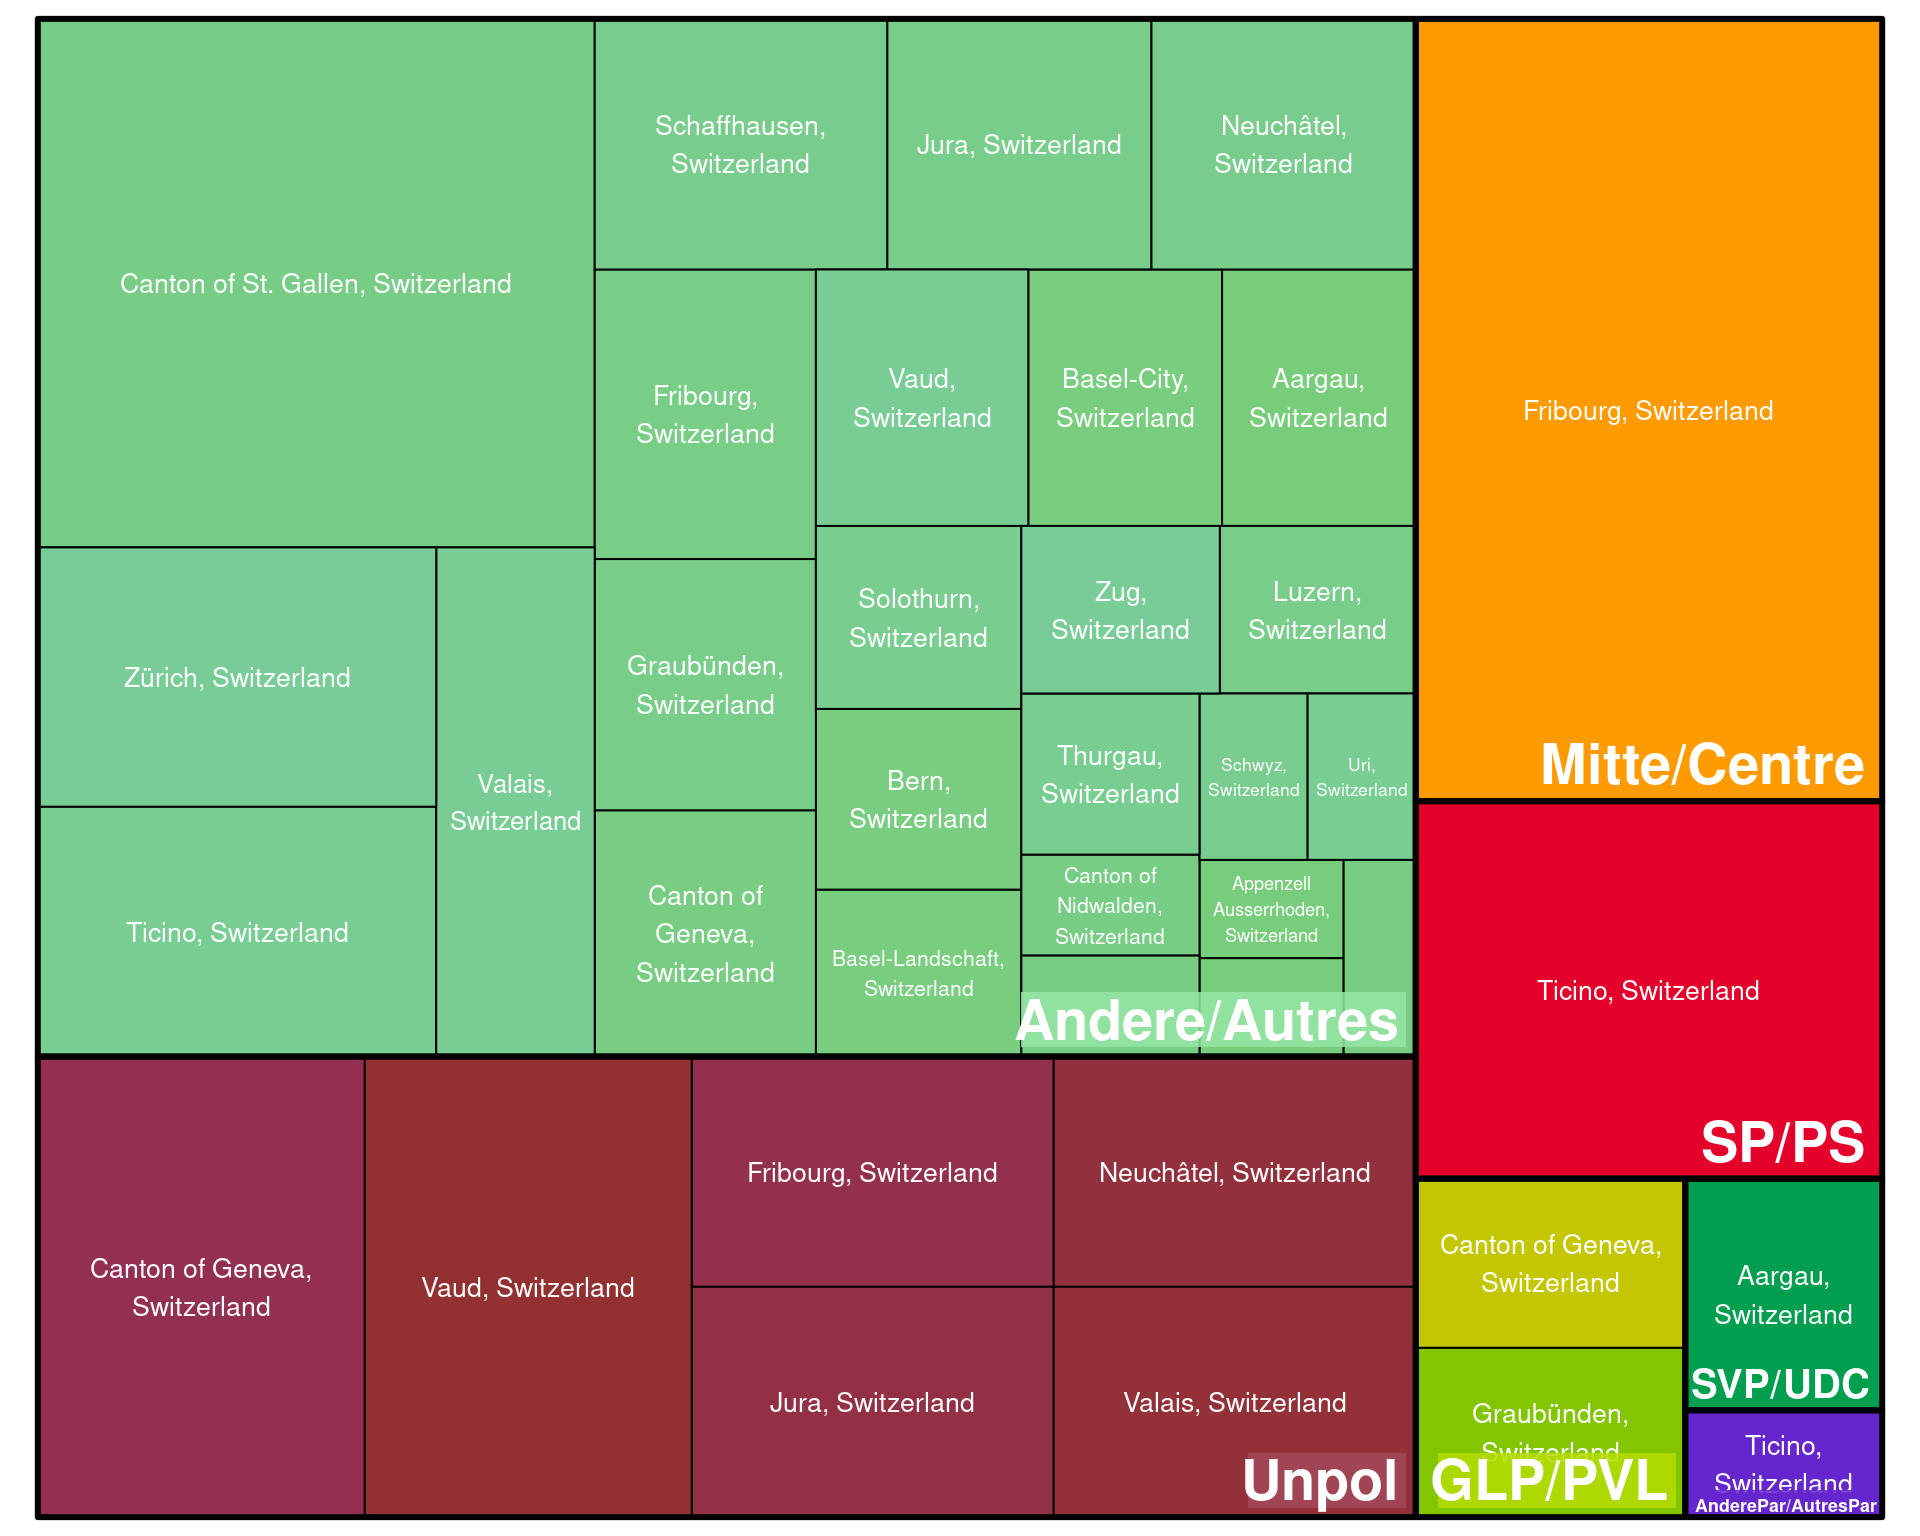 Canton of St. Gallen, Switzerland
Schaffhausen,
Switzerland
Jura, Switzerland
Neuchâtel,
Switzerland
Fribourg,
Switzerland
Vaud,
Switzerland
Basel-City,
Switzerland
Aargau,
Switzerland
Zürich, Switzerland
Ticino, Switzerland
Valais,
Switzerland
Graubünden,
Switzerland
Canton of
Geneva,
Switzerland
Solothurn,
Switzerland
Bern,
Switzerland
Basel-Landschaft,
Switzerland
Zug,
Switzerland
Luzern,
Switzerland
Thurgau,
Switzerland
Schwyz,
Switzerland
Uri,
Switzerland
Canton of
Nidwalden,
Switzerland
Appenzell
Ausserrhoden,
Switzerland
Andere/Autres
Fribourg, Switzerland
Mitte/Centre
Ticino, Switzerland
SP/PS
Canton of Geneva,
Switzerland
Vaud, Switzerland
Fribourg, Switzerland
Neuchâtel, Switzerland
Jura, Switzerland
Valais, Switzerland
Unpol
Canton of Geneva,
Switzerland
Graubünden,
Switzerland
GLP/PVL
Aargau,
Switzerland
SVP/UDC
Ticino,
Switzerland
AnderePar/AutresPar